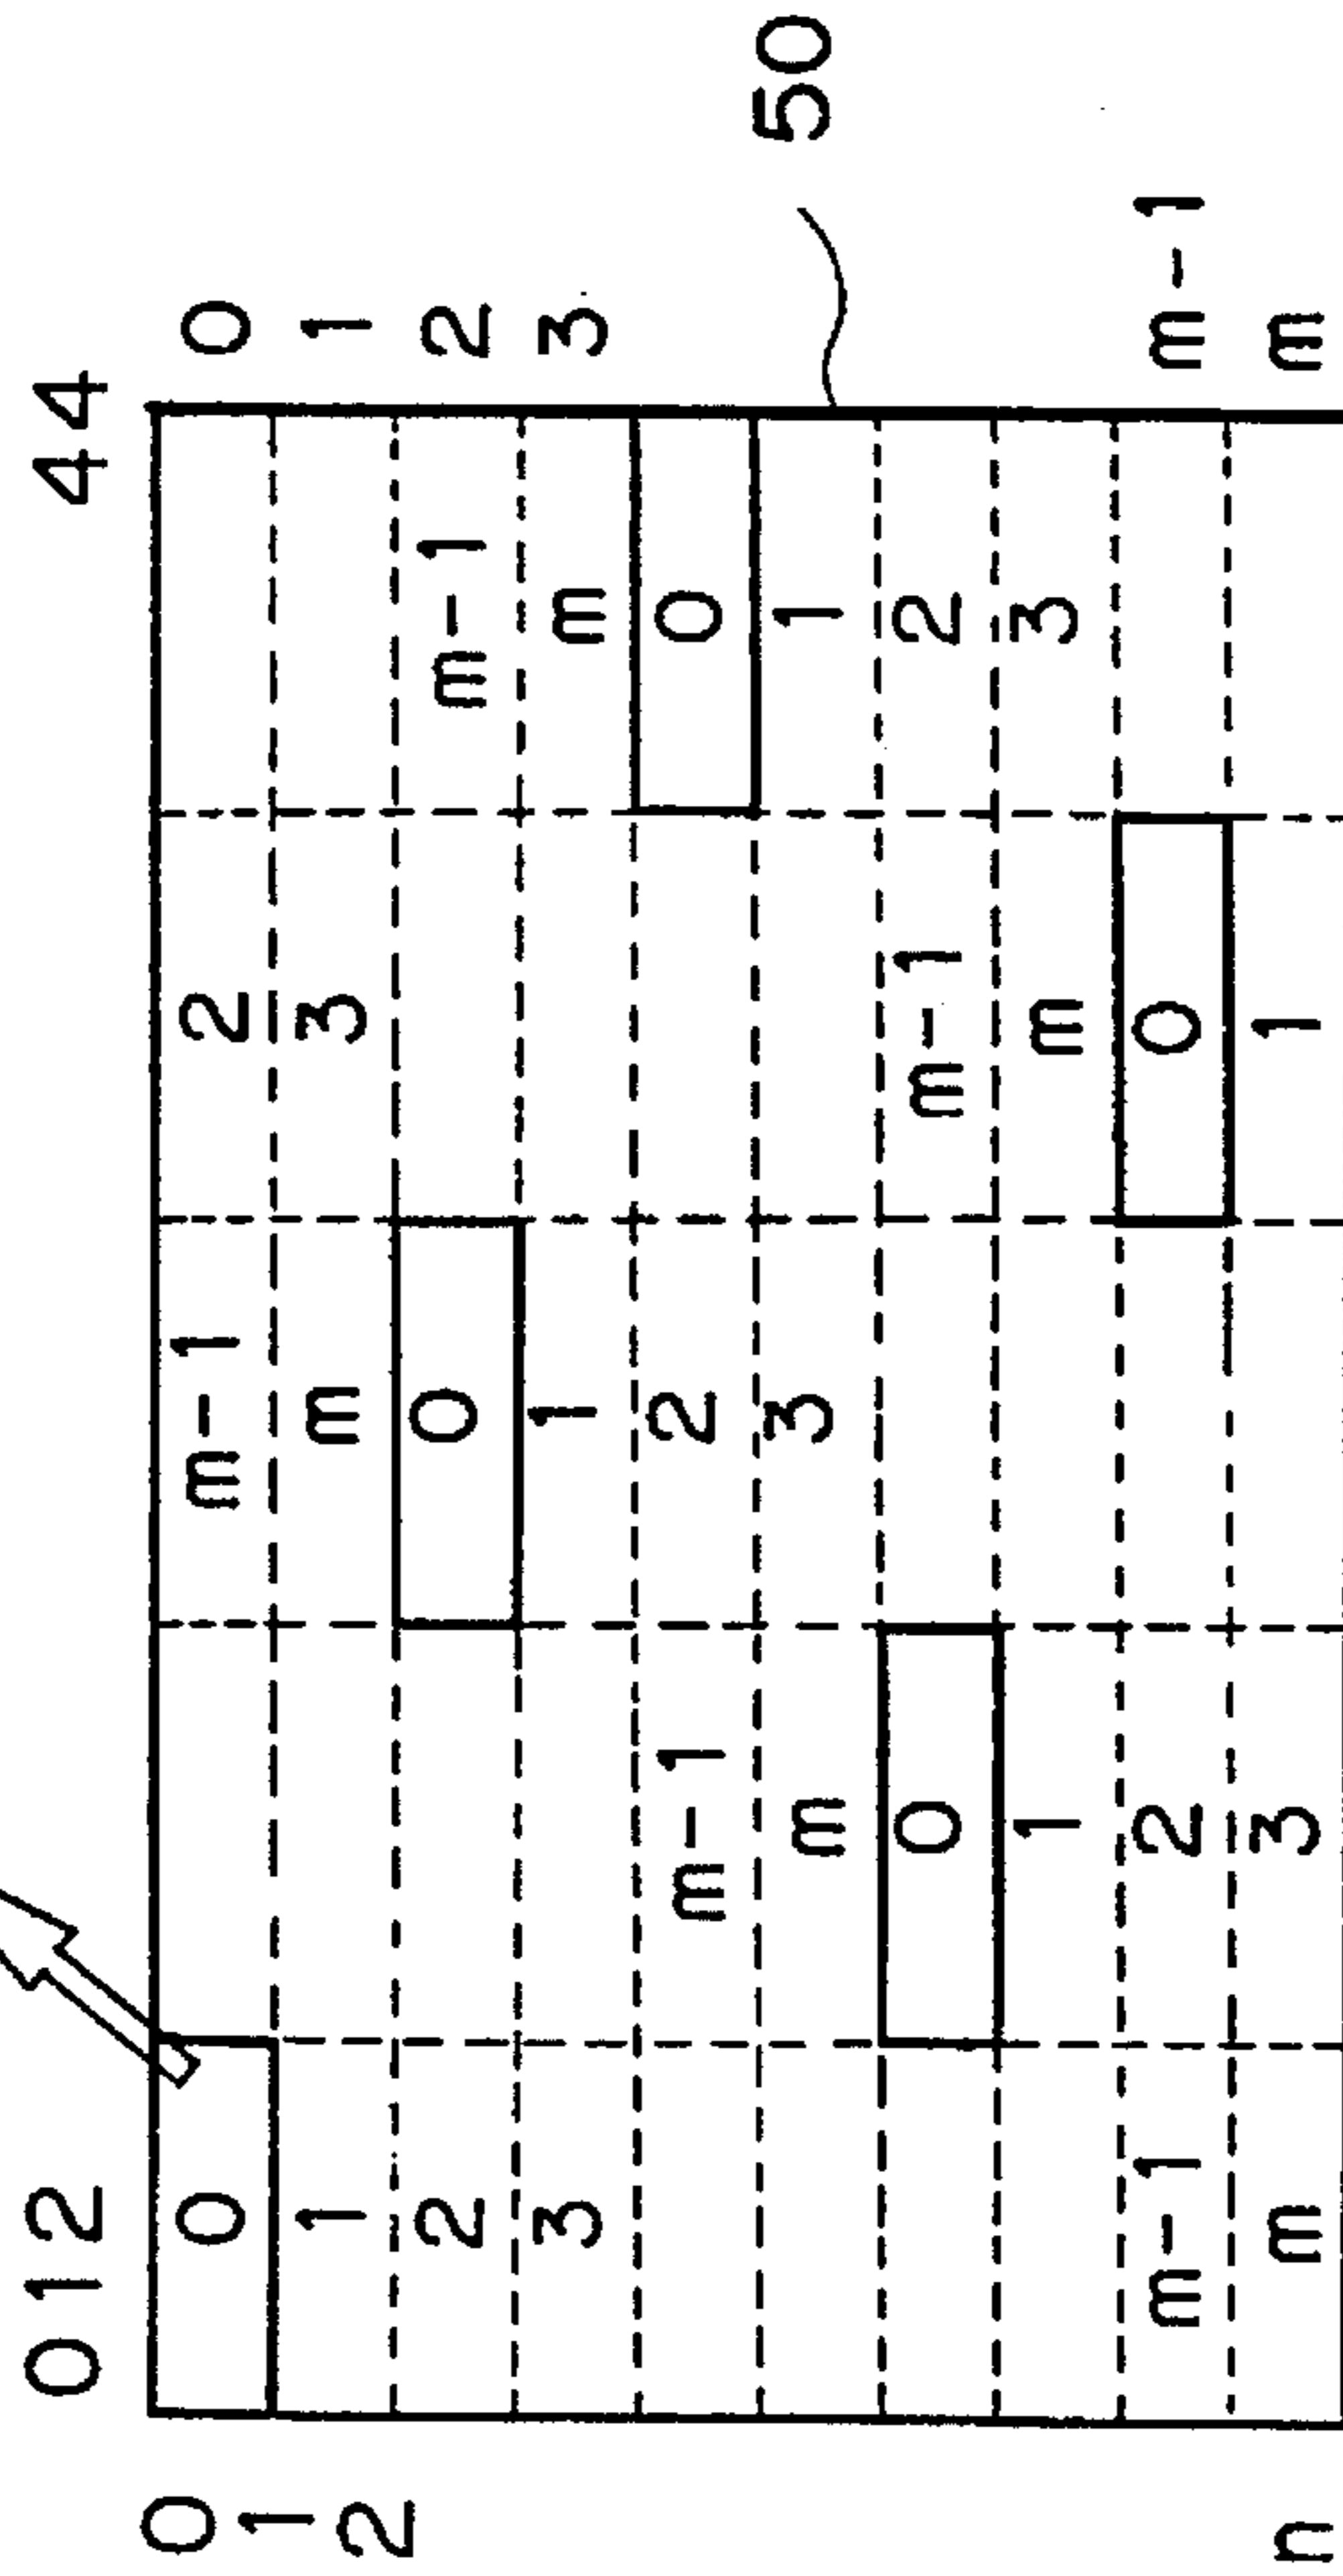 0 1 2 44
0 0 m-1 2 0
1 1 m 3 1
2 2 0 m-1 2
3 1 m 3
m-1 2 0
m 3 1 50
0 m-1 2
1 m 3
m-1 2 0 m-1
n m 3 1 m